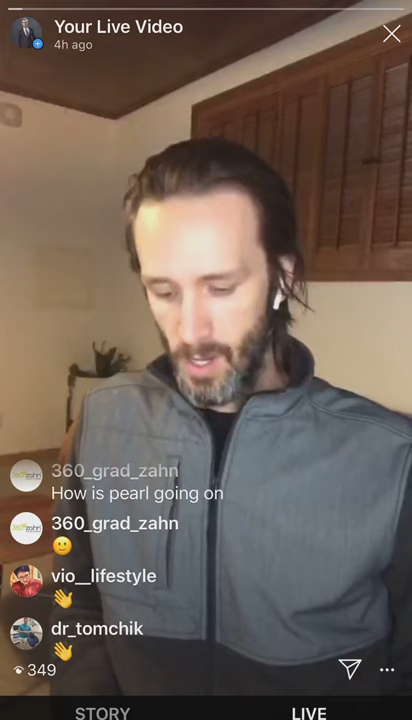 Your Live Video
4h ago
360_grad_zahn
How is pearl going on
360_grad_zahn
🙂
vio__lifestyle
👋
dr_tomchik
👋
349
STORY LIVE